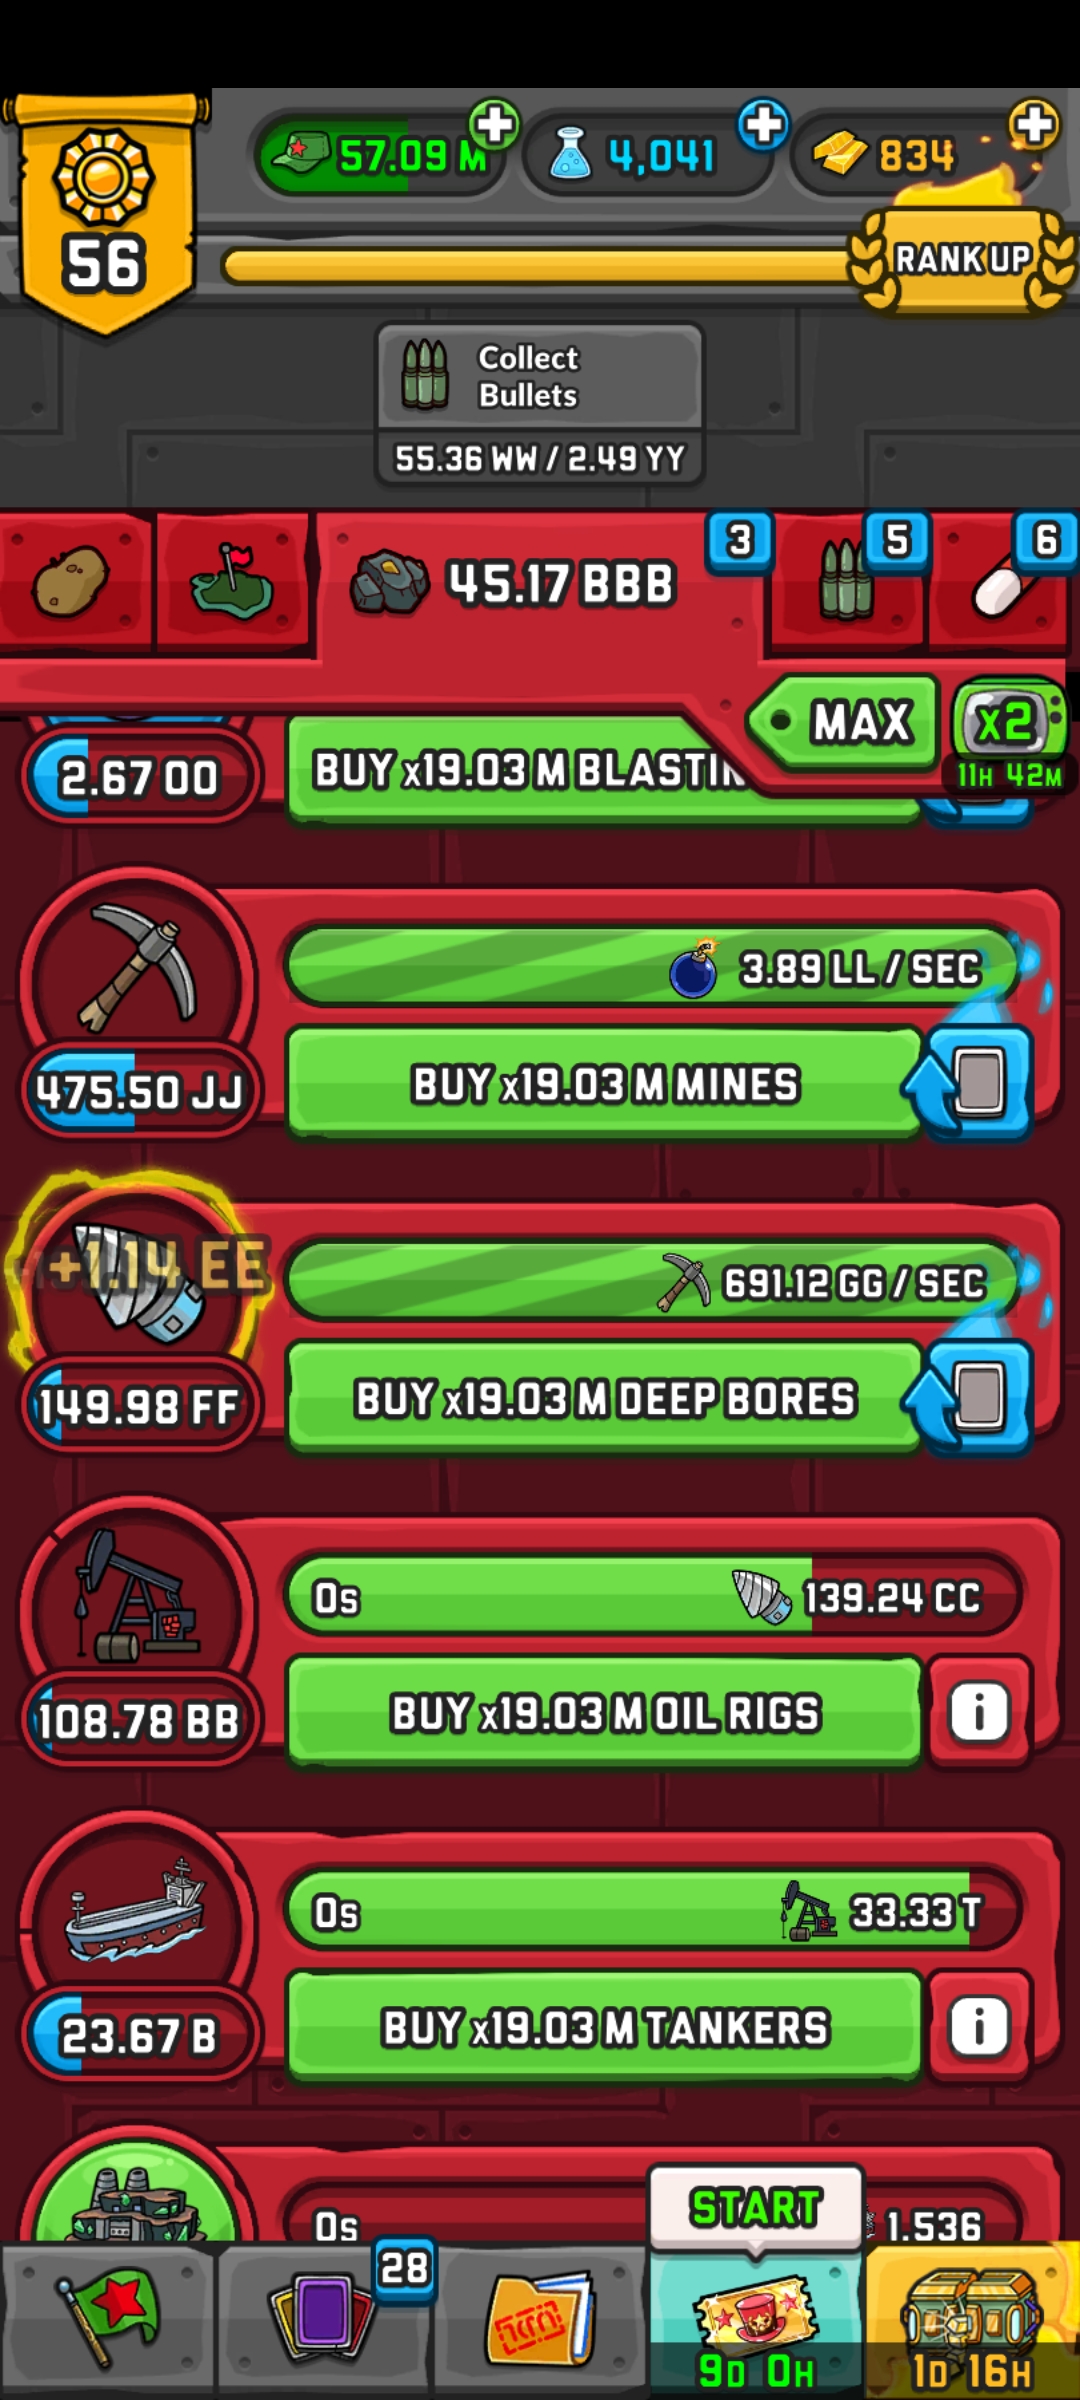 57.09 M
4,041
834
56
RANK UP
Collect
Bullets
55.36 WW / 2.49 YY
45.17 BBB
3
5
6
MAX
x2
11H 42M
2.67 OO
BUY x19.03 M
3.89 LL / SEC
475.50 JJ
BUY x19.03 M MINES
+1.14 EE
691.12 GG / SEC
149.98 FF
BUY x19.03 M DEEP BORES
0s
139.24 CC
108.78 BB
BUY x19.03 M OIL RIGS
i
0s
33.33 T
23.67 B
BUY x19.03 M TANKERS
i
0s
1.536
START
28
9D 0H
1D 16H